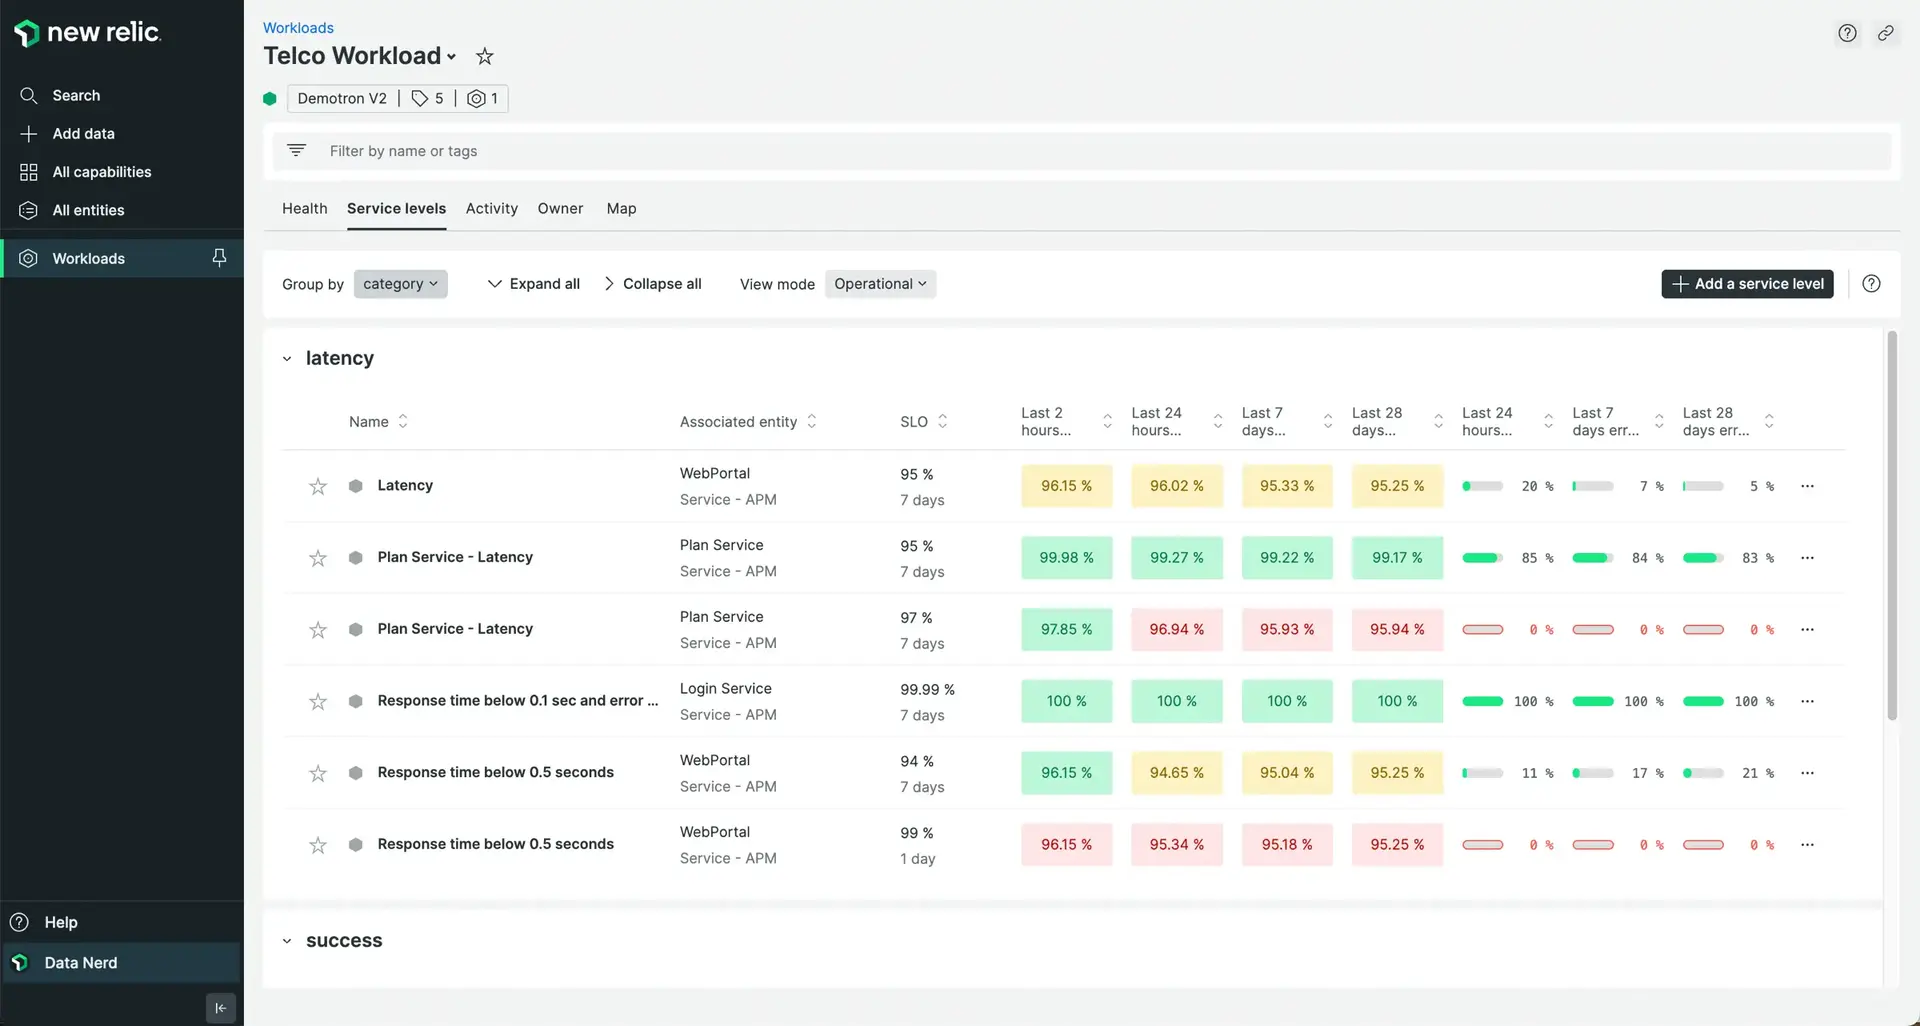 new relic.
Search
Add data
All capabilities
All entities
Workloads
Help
Data Nerd
Workloads
Telco Workload
Demotron V2 5 1
Filter by name or tags
Health Service levels Activity Owner Map
Group by category Expand all Collapse all View mode Operational Add a service level
latency
Name Associated entity SLO Last 2 hours... Last 24 hours... Last 7 days... Last 28 days... Last 24 hours... Last 7 days err... Last 28 days err...
Latency WebPortal 95 % 96.15 % 96.02 % 95.33 % 95.25 % 20 % 7 % 5 % ...
Service - APM 7 days
Plan Service - Latency Plan Service 95 % 99.98 % 99.27 % 99.22 % 99.17 % 85 % 84 % 83 % ...
Service - APM 7 days
Plan Service - Latency Plan Service 97 % 97.85 % 96.94 % 95.93 % 95.94 % 0 % 0 % 0 % ...
Service - APM 7 days
Response time below 0.1 sec and error ... Login Service 99.99 % 100 % 100 % 100 % 100 % 100 % 100 % 100 % ...
Service - APM 7 days
Response time below 0.5 seconds WebPortal 94 % 96.15 % 94.65 % 95.04 % 95.25 % 11 % 17 % 21 % ...
Service - APM 7 days
Response time below 0.5 seconds WebPortal 99 % 96.15 % 95.34 % 95.18 % 95.25 % 0 % 0 % 0 % ...
Service - APM 1 day
success